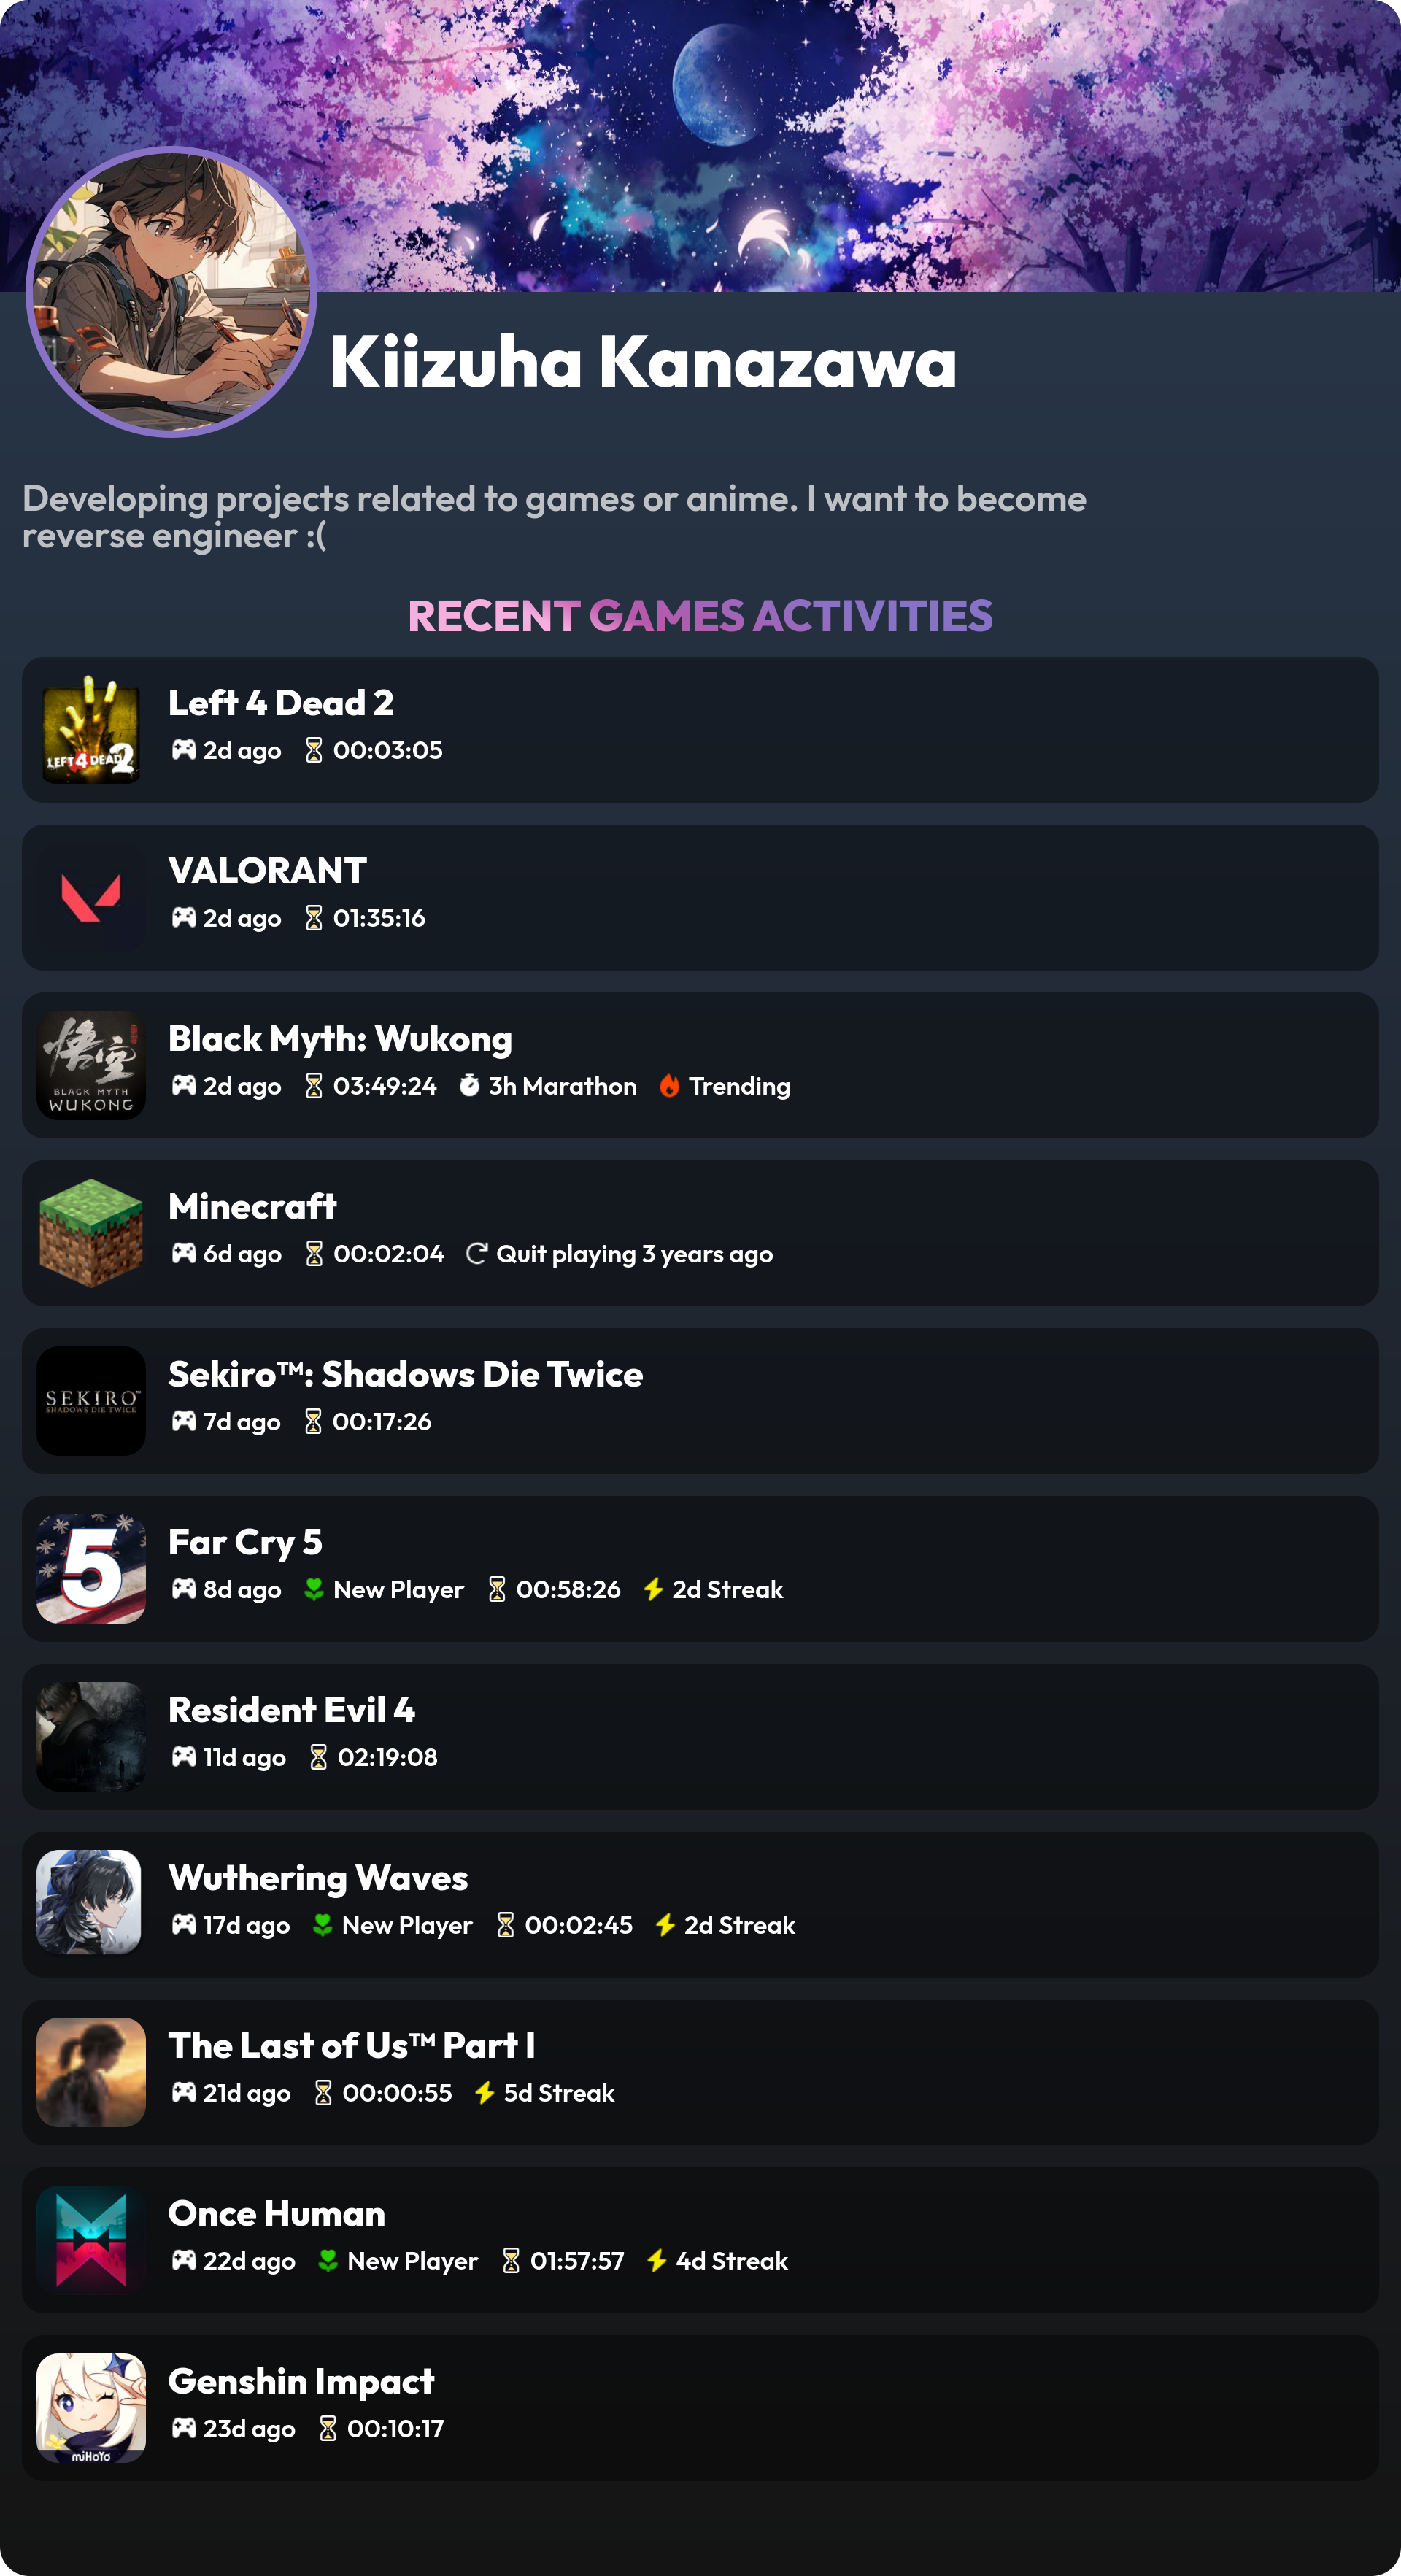 Kiizuha Kanazawa
Developing projects related to games or anime. I want to become
reverse engineer :(
RECENT GAMES ACTIVITIES
LEFT 4 DEAD 2
Left 4 Dead 2
2d ago 00:03:05
VALORANT
2d ago 01:35:16
悟空
BLACK MYTH
WUKONG
Black Myth: Wukong
2d ago 03:49:24 3h Marathon Trending
Minecraft
6d ago 00:02:04 Quit playing 3 years ago
SEKIRO™
SHADOWS DIE TWICE
Sekiro™: Shadows Die Twice
7d ago 00:17:26
5
Far Cry 5
8d ago New Player 00:58:26 2d Streak
Resident Evil 4
11d ago 02:19:08
Wuthering Waves
17d ago New Player 00:02:45 2d Streak
The Last of Us™ Part I
21d ago 00:00:55 5d Streak
Once Human
22d ago New Player 01:57:57 4d Streak
miHoYo
Genshin Impact
23d ago 00:10:17